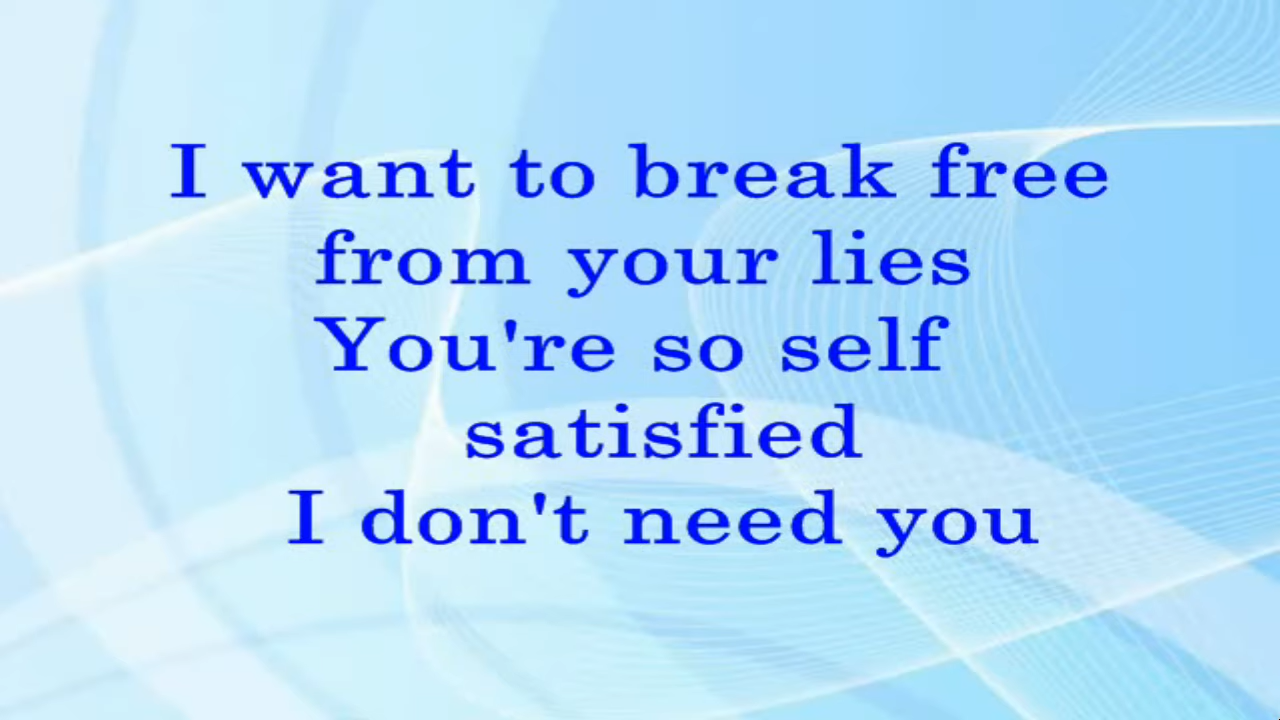 I want to break free
from your lies
You're so self
satisfied
I don't need you